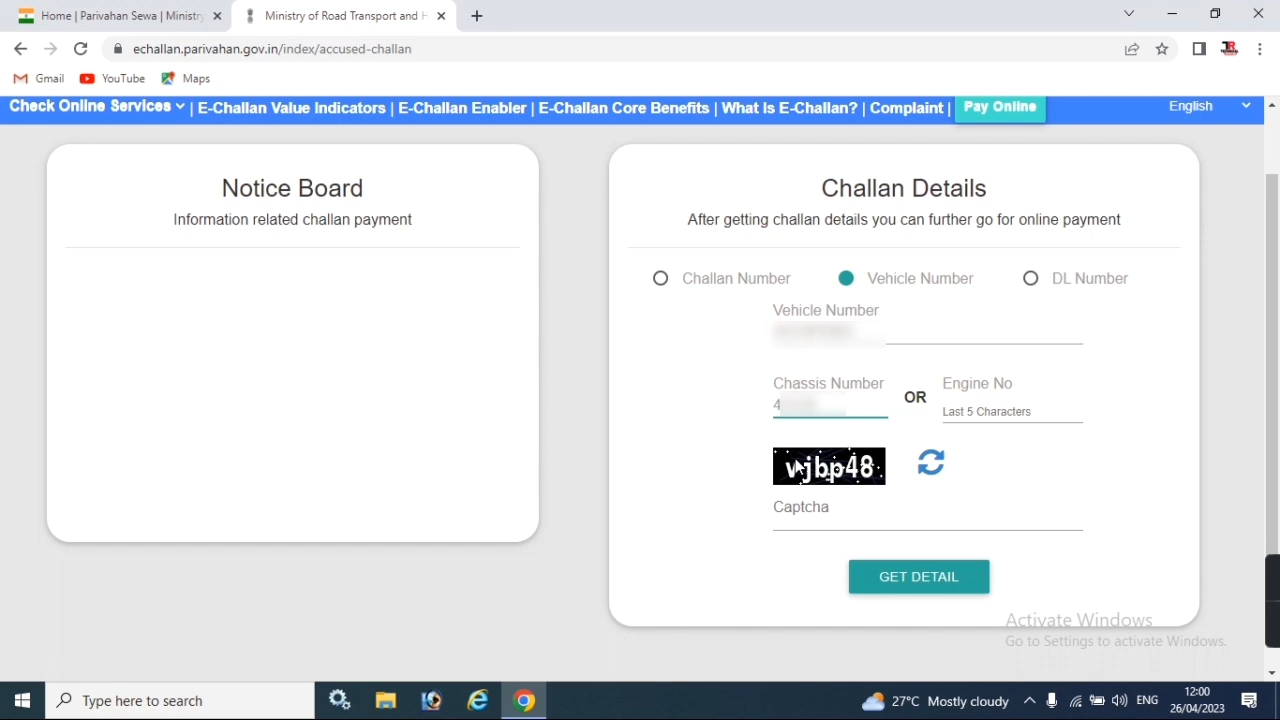 Home | Parivahan Sewa | Ministry
Ministry of Road Transport and H
echallan.parivahan.gov.in/index/accused-challan
Gmail YouTube Maps
Check Online Services | E-Challan Value Indicators | E-Challan Enabler | E-Challan Core Benefits | What Is E-Challan? | Complaint | Pay Online English
Notice Board
Information related challan payment
Challan Details
After getting challan details you can further go for online payment
Challan Number Vehicle Number DL Number
Vehicle Number
Chassis Number OR Engine No
4 Last 5 Characters
vjbp48
Captcha
GET DETAIL
Activate Windows
Go to Settings to activate Windows.
Type here to search
27°C Mostly cloudy
ENG
12:00
26/04/2023